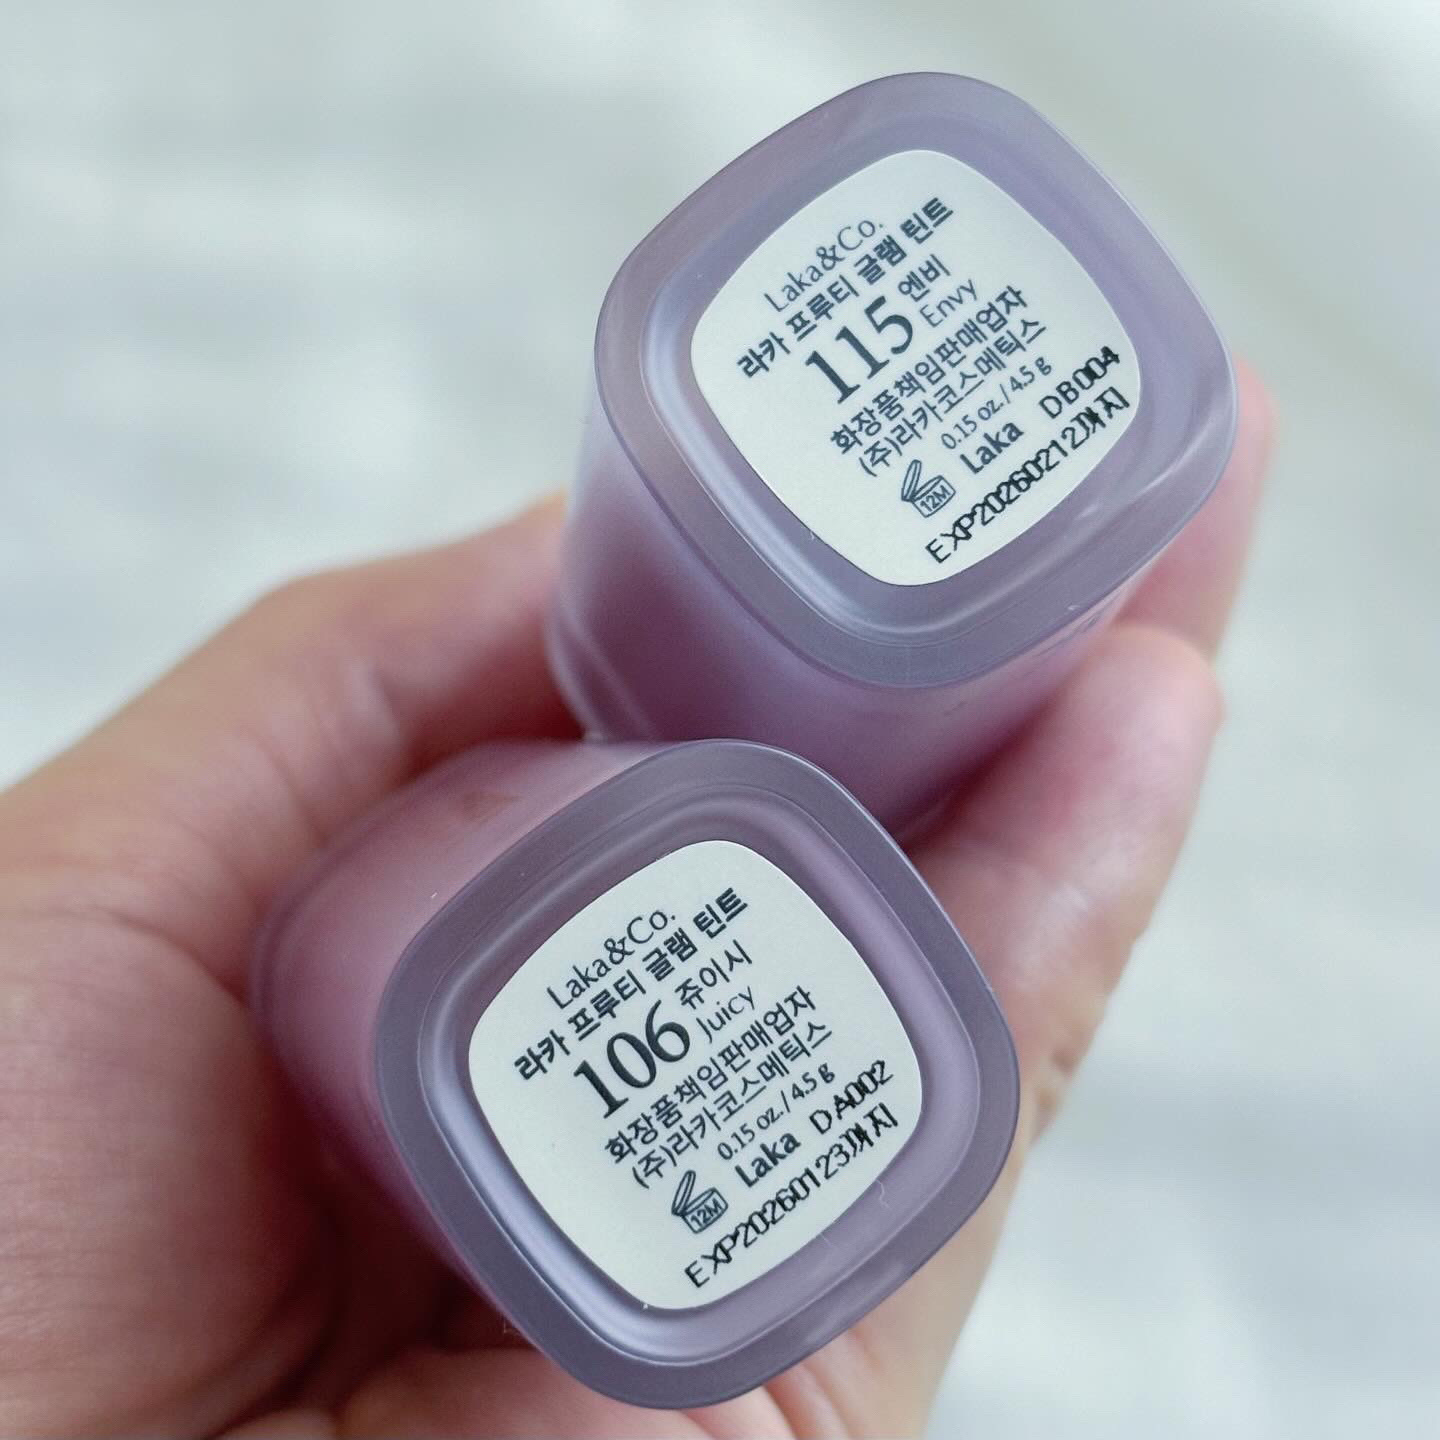 Laka&Co.
라카 프루티 글램 틴트
115 엔비
Envy
화장품책임판매업자
(주)라카코스메틱스
0.15 oz. / 4.5 g
12M Laka DB004
EXP20260212까지
Laka&Co.
라카 프루티 글램 틴트
106 쥬이시
Juicy
화장품책임판매업자
(주)라카코스메틱스
0.15 oz. / 4.5 g
12M Laka DA002
EXP20260123까지